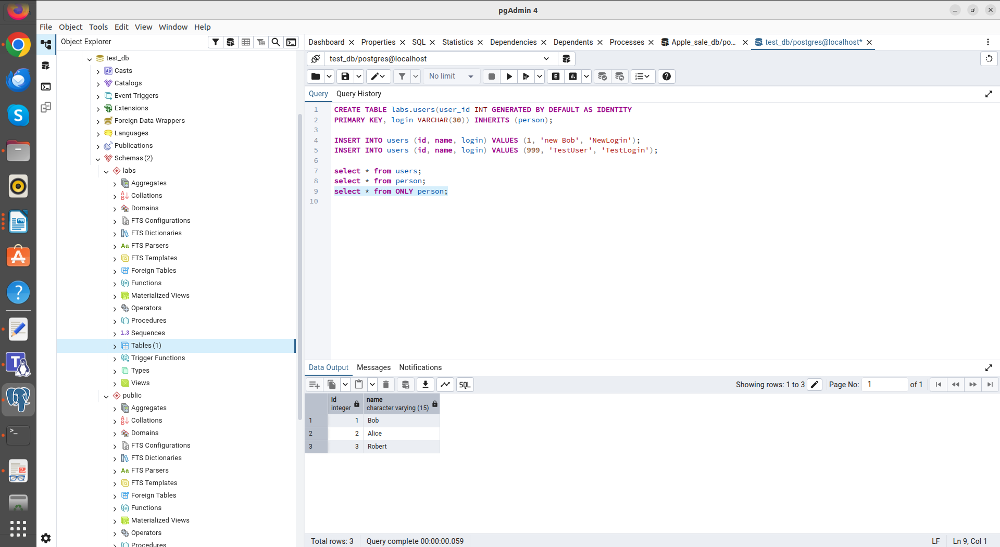 pgAdmin 4
File Object Tools Edit View Window Help
Object Explorer
Dashboard Properties SQL Statistics Dependencies Dependents Processes Apple_sale_db/po... test_db/postgres@localhost*
test_db/postgres@localhost
No limit
Query Query History
1 CREATE TABLE labs.users(user_id INT GENERATED BY DEFAULT AS IDENTITY
2 PRIMARY KEY, login VARCHAR(30)) INHERITS (person);
3
4 INSERT INTO users (id, name, login) VALUES (1, 'new Bob', 'NewLogin');
5 INSERT INTO users (id, name, login) VALUES (999, 'TestUser', 'TestLogin');
6
7 select * from users;
8 select * from person;
9 select * from ONLY person;
10
test_db
Casts
Catalogs
Event Triggers
Extensions
Foreign Data Wrappers
Languages
Publications
Schemas (2)
labs
Aggregates
Collations
Domains
FTS Configurations
FTS Dictionaries
Aa FTS Parsers
FTS Templates
Foreign Tables
Functions
Materialized Views
Operators
Procedures
1..3 Sequences
Tables (1)
Trigger Functions
Types
Views
public
Aggregates
Collations
Domains
FTS Configurations
FTS Dictionaries
Aa FTS Parsers
FTS Templates
Foreign Tables
Functions
Materialized Views
Operators
Procedures
Data Output Messages Notifications
SQL
Showing rows: 1 to 3 Page No: 1 of 1
id integer name character varying (15)
1 1 Bob
2 2 Alice
3 3 Robert
Total rows: 3 Query complete 00:00:00.059 LF Ln 9, Col 1